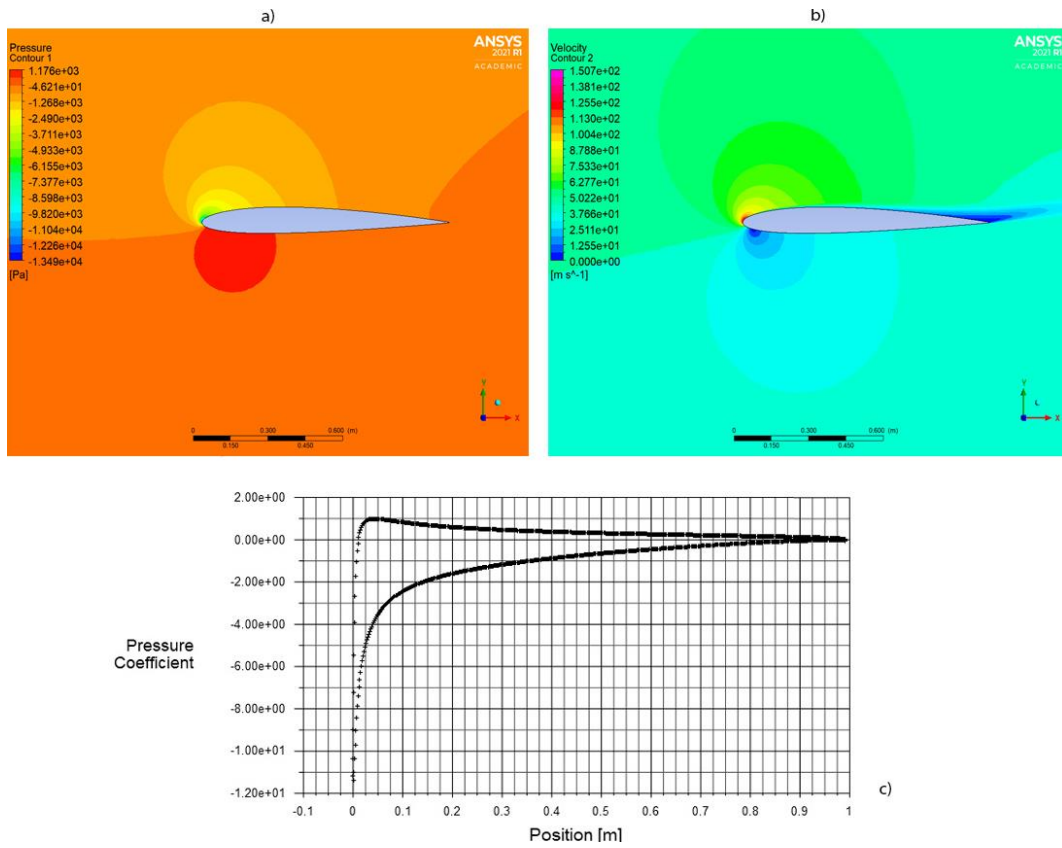 a)
b)
Pressure
Contour 1
1.176e+03
-4.621e+01
-1.268e+03
-2.490e+03
-3.711e+03
-4.933e+03
-6.155e+03
-7.377e+03
-8.598e+03
-9.820e+03
-1.104e+04
-1.226e+04
-1.349e+04
[Pa]
ANSYS
2021 R1
ACADEMIC
Y
X
0 0.300 0.600 (m)
0.150 0.450
Velocity
Contour 2
1.507e+02
1.381e+02
1.255e+02
1.130e+02
1.004e+02
8.788e+01
7.533e+01
6.277e+01
5.022e+01
3.766e+01
2.511e+01
1.255e+01
0.000e+00
[m s^-1]
ANSYS
2021 R1
ACADEMIC
Y
X
0 0.300 0.600 (m)
0.150 0.450
2.00e+00
0.00e+00
-2.00e+00
-4.00e+00
-6.00e+00
-8.00e+00
-1.00e+01
-1.20e+01
Pressure
Coefficient
-0.1 0 0.1 0.2 0.3 0.4 0.5 0.6 0.7 0.8 0.9 1
Position [m]
c)